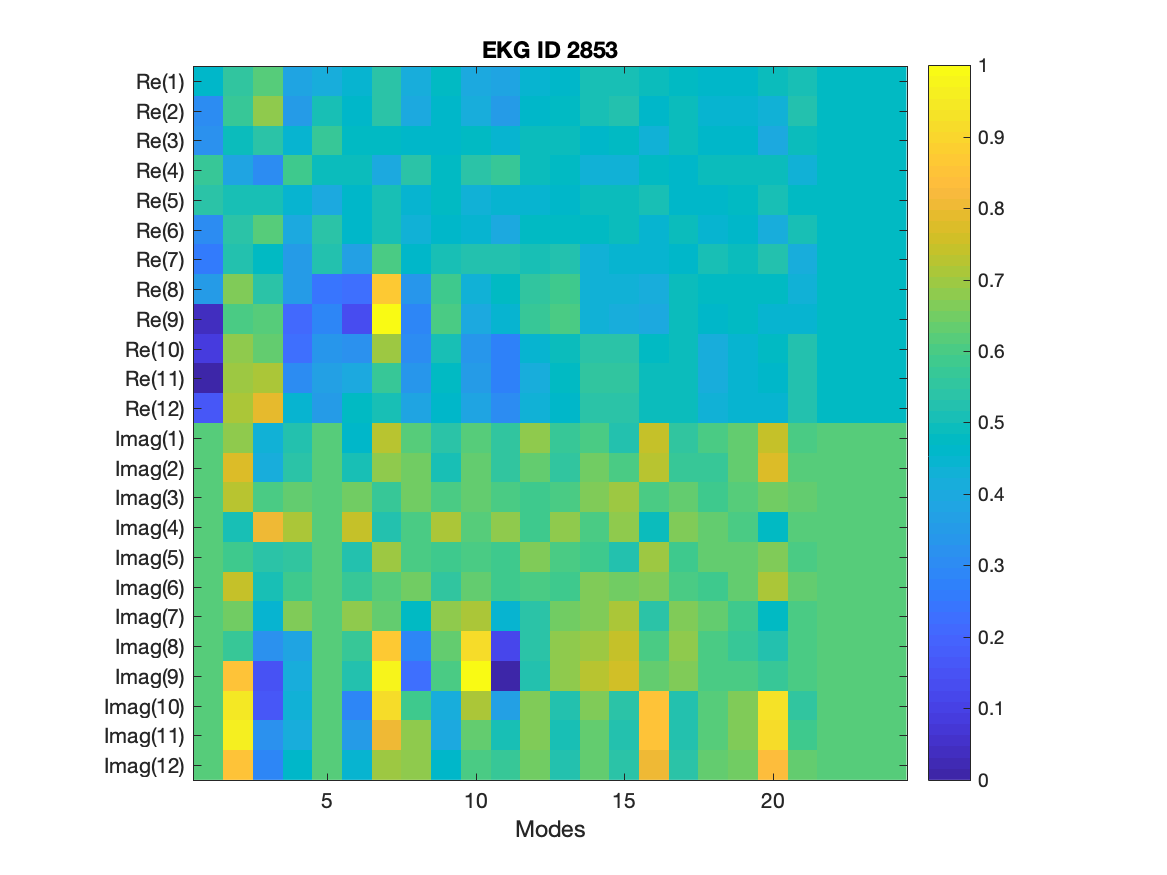 EKG ID 2853
Re(1)
Re(2)
Re(3)
Re(4)
Re(5)
Re(6)
Re(7)
Re(8)
Re(9)
Re(10)
Re(11)
Re(12)
Imag(1)
Imag(2)
Imag(3)
Imag(4)
Imag(5)
Imag(6)
Imag(7)
Imag(8)
Imag(9)
Imag(10)
Imag(11)
Imag(12)
5 10 15 20
Modes
1
0.9
0.8
0.7
0.6
0.5
0.4
0.3
0.2
0.1
0